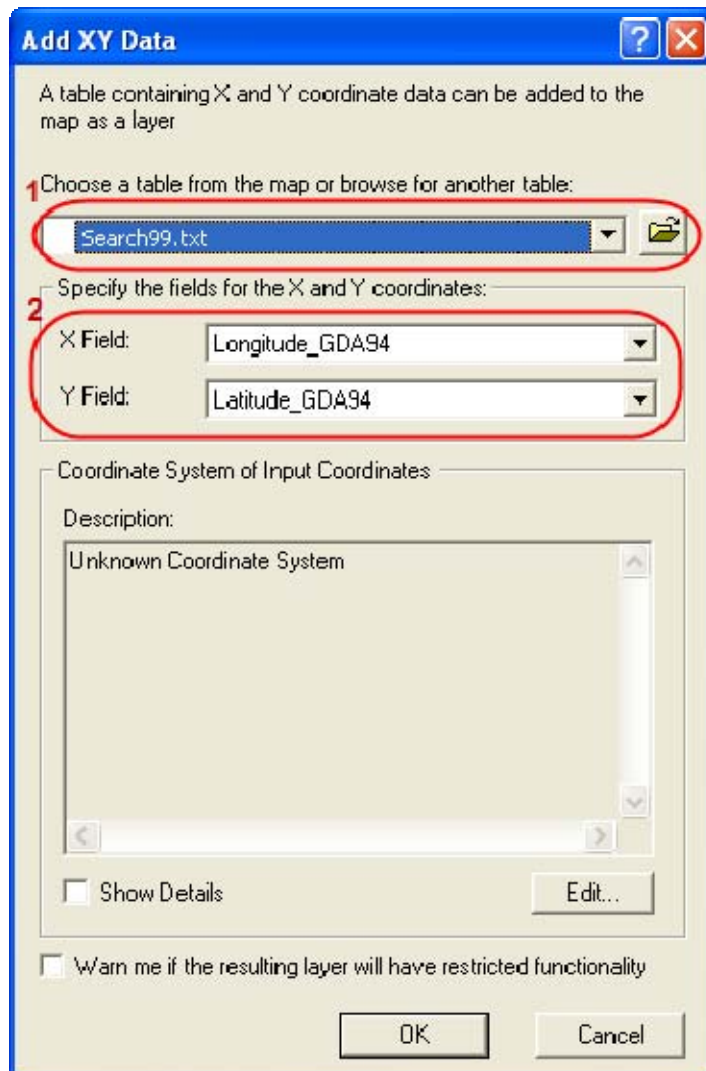 Add XY Data
A table containing X and Y coordinate data can be added to the
map as a layer
1 Choose a table from the map or browse for another table:
Search99.txt
Specify the fields for the X and Y coordinates:
2
X Field: Longitude_GDA94
Y Field: Latitude_GDA94
Coordinate System of Input Coordinates
Description:
Unknown Coordinate System
Show Details Edit...
Warn me if the resulting layer will have restricted functionality
OK Cancel